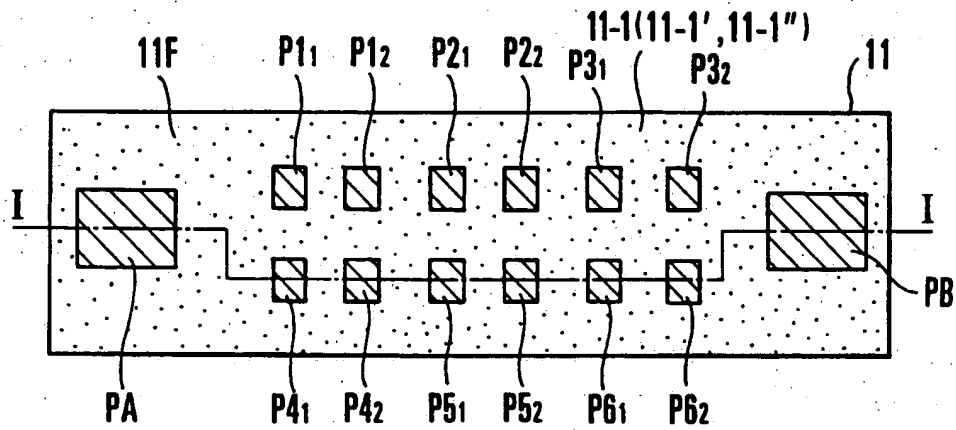 11-1(11-1′, 11-1″)
11F P1₁ P1₂ P2₁ P2₂ P3₁ P3₂ 11
I I
PB
PA P4₁ P4₂ P5₁ P5₂ P6₁ P6₂